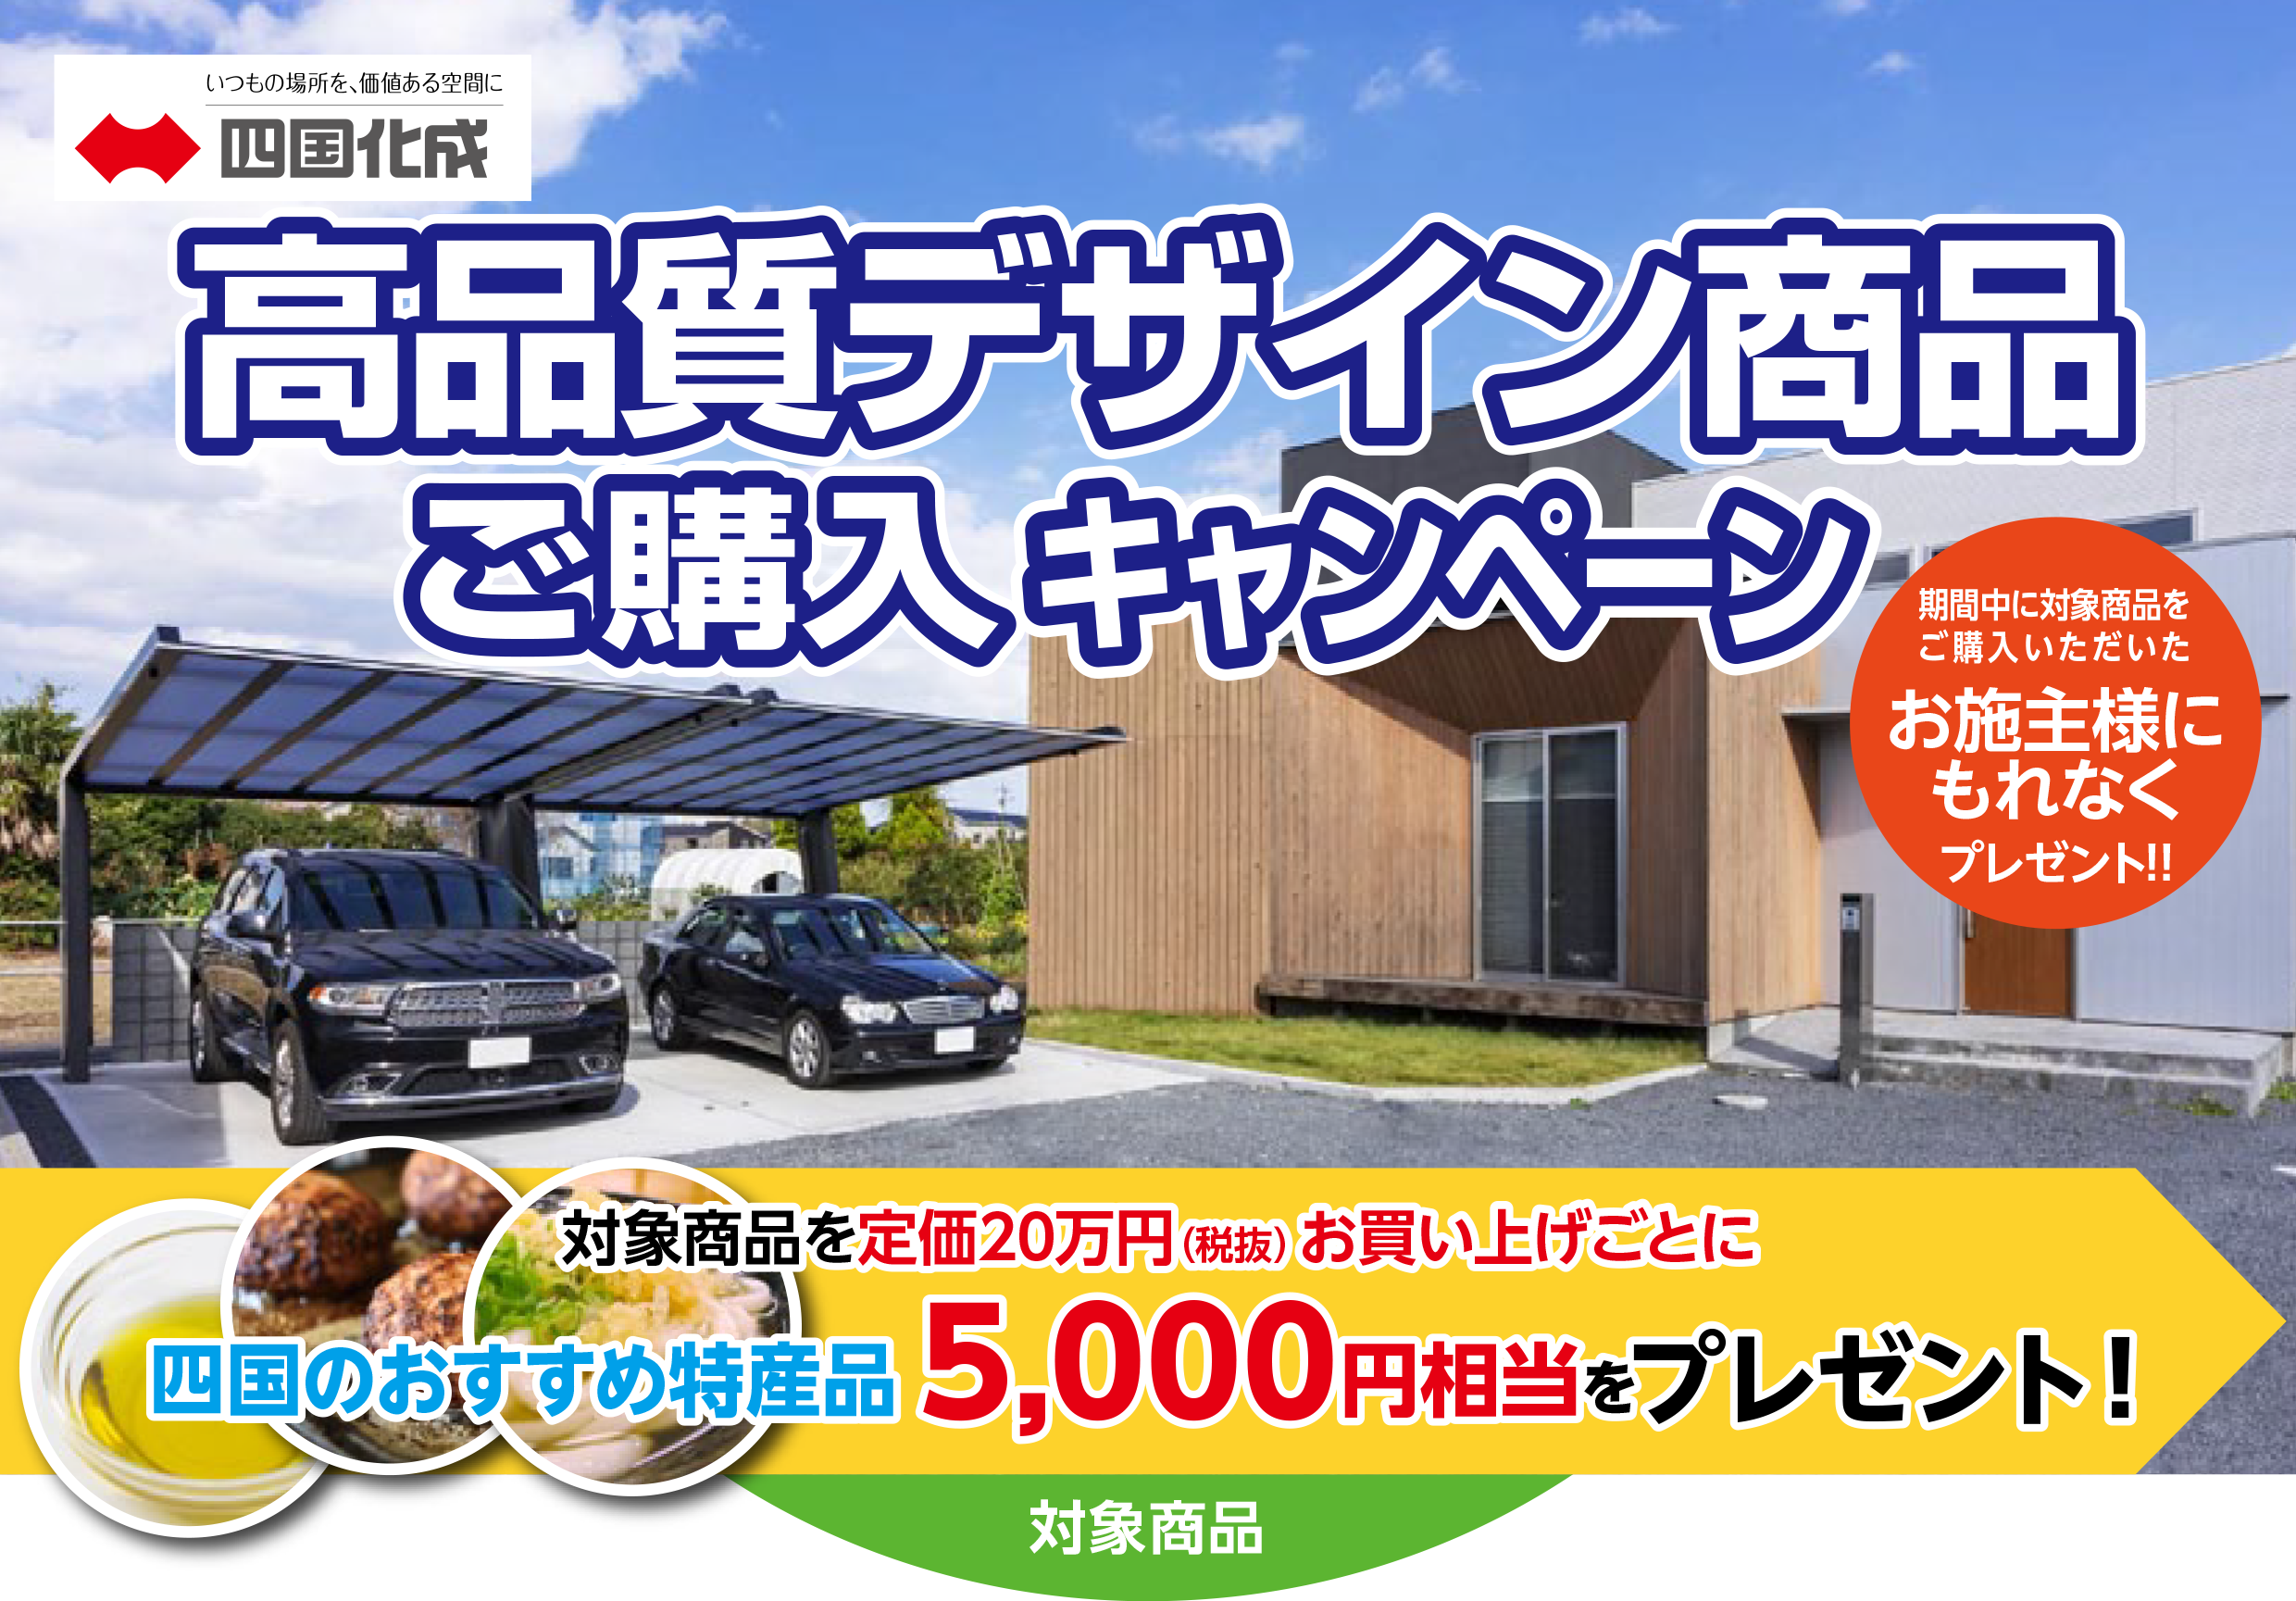 いつもの場所を、価値ある空間に
四国化成
高品質デザイン商品
ご購入 キャンペーン
期間中に対象商品を
ご購入いただいた
お施主様に
もれなく
プレゼント!!
対象商品を定価20万円(税抜)お買い上げごとに
四国のおすすめ特産品 5,000円相当をプレゼント!
対象商品